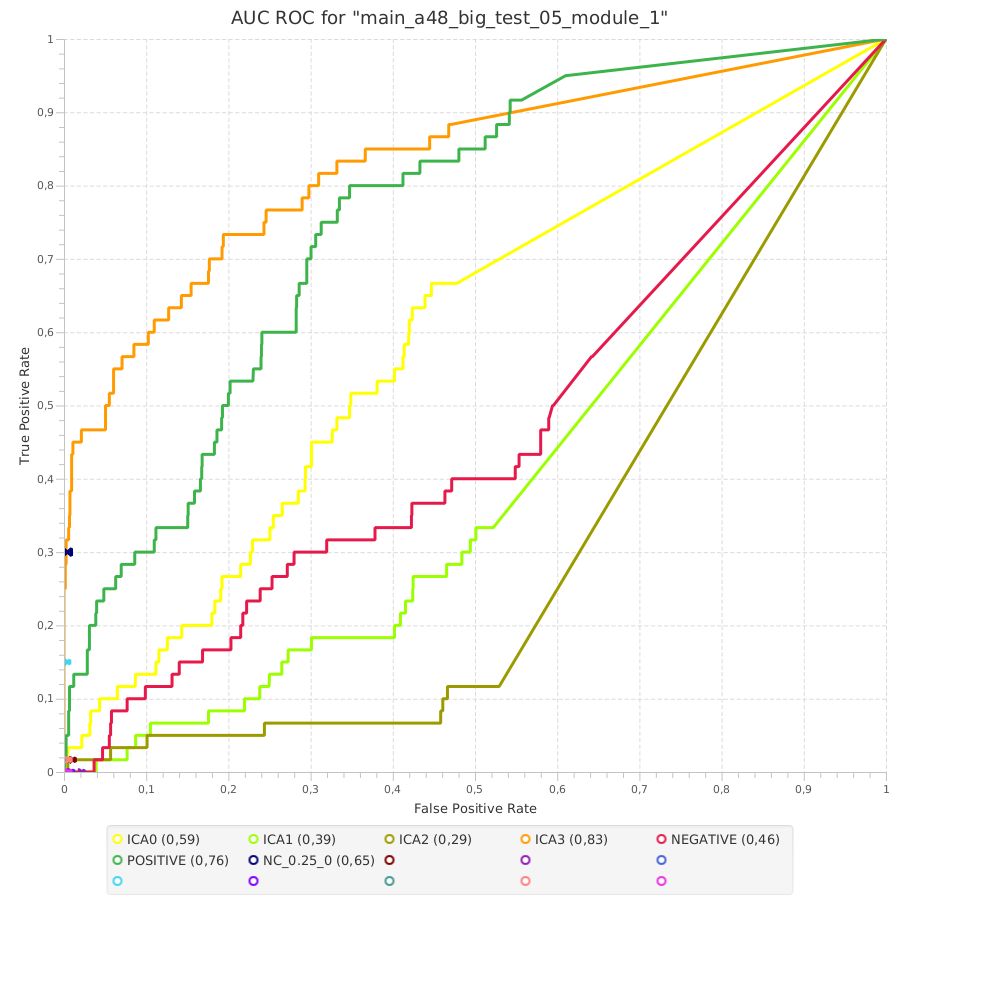 AUC ROC for "main_a48_big_test_05_module_1"
1
0,9
0,8
0,7
0,6
0,5
0,4
0,3
0,2
0,1
0
True Positive Rate
0 0,1 0,2 0,3 0,4 0,5 0,6 0,7 0,8 0,9 1
False Positive Rate
ICA0 (0,59) ICA1 (0,39) ICA2 (0,29) ICA3 (0,83) NEGATIVE (0,46)
POSITIVE (0,76) NC_0.25_0 (0,65)